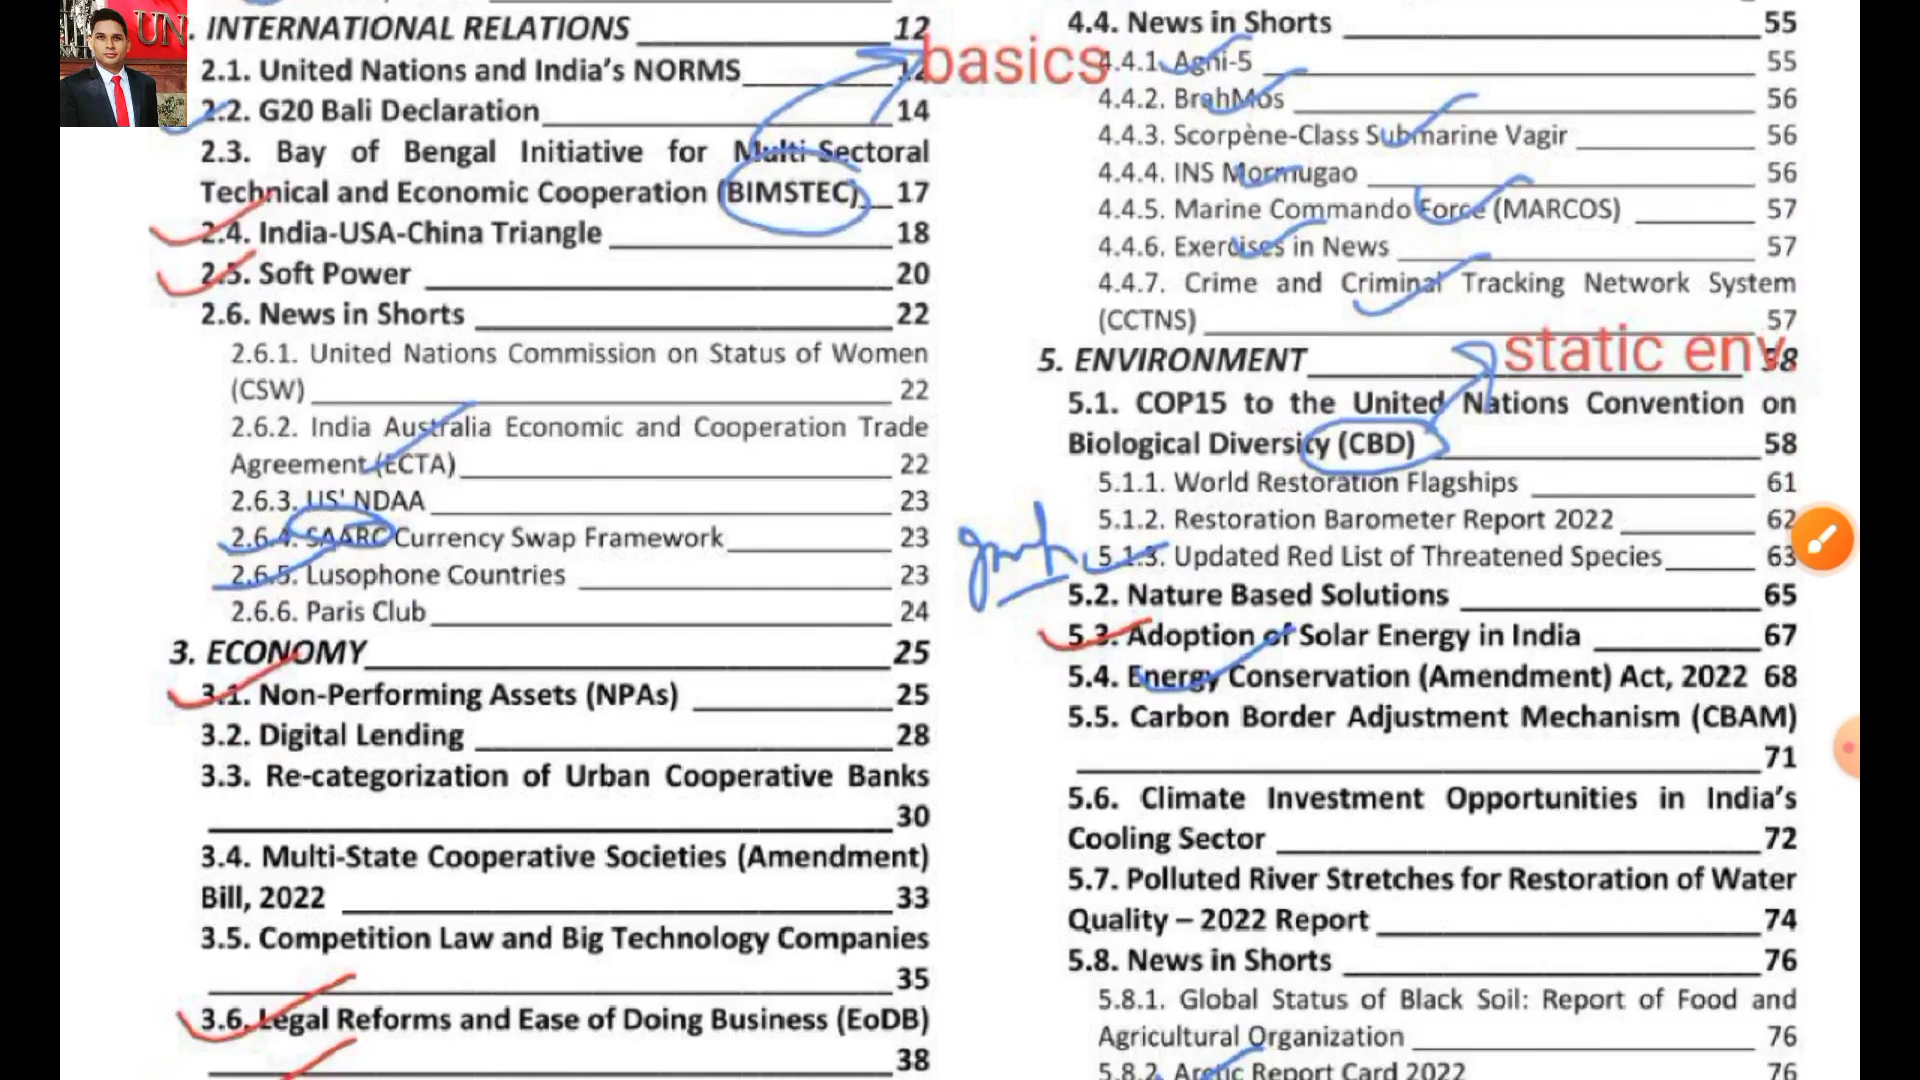 UN
. INTERNATIONAL RELATIONS 12
2.1. United Nations and India's NORMS 12
2.2. G20 Bali Declaration 14
2.3. Bay of Bengal Initiative for Multi-Sectoral
Technical and Economic Cooperation (BIMSTEC) 17
2.4. India-USA-China Triangle 18
2.5. Soft Power 20
2.6. News in Shorts 22
2.6.1. United Nations Commission on Status of Women
(CSW) 22
2.6.2. India Australia Economic and Cooperation Trade
Agreement (ECTA) 22
2.6.3. US' NDAA 23
2.6.4. SAARC Currency Swap Framework 23
2.6.5. Lusophone Countries 23
2.6.6. Paris Club 24
3. ECONOMY 25
3.1. Non-Performing Assets (NPAs) 25
3.2. Digital Lending 28
3.3. Re-categorization of Urban Cooperative Banks
30
3.4. Multi-State Cooperative Societies (Amendment)
Bill, 2022 33
3.5. Competition Law and Big Technology Companies
35
3.6. Legal Reforms and Ease of Doing Business (EoDB)
38
basics
4.4. News in Shorts 55
4.4.1. Agni-5 55
4.4.2. BrahMos 56
4.4.3. Scorpène-Class Submarine Vagir 56
4.4.4. INS Mormugao 56
4.4.5. Marine Commando Force (MARCOS) 57
4.4.6. Exercises in News 57
4.4.7. Crime and Criminal Tracking Network System
(CCTNS) 57
static env.
5. ENVIRONMENT 58
5.1. COP15 to the United Nations Convention on
Biological Diversity (CBD) 58
5.1.1. World Restoration Flagships 61
5.1.2. Restoration Barometer Report 2022 62
5.1.3. Updated Red List of Threatened Species 63
5.2. Nature Based Solutions 65
5.3. Adoption of Solar Energy in India 67
5.4. Energy Conservation (Amendment) Act, 2022 68
5.5. Carbon Border Adjustment Mechanism (CBAM)
71
5.6. Climate Investment Opportunities in India's
Cooling Sector 72
5.7. Polluted River Stretches for Restoration of Water
Quality – 2022 Report 74
5.8. News in Shorts 76
5.8.1. Global Status of Black Soil: Report of Food and
Agricultural Organization 76
5.8.2. Arctic Report Card 2022 76